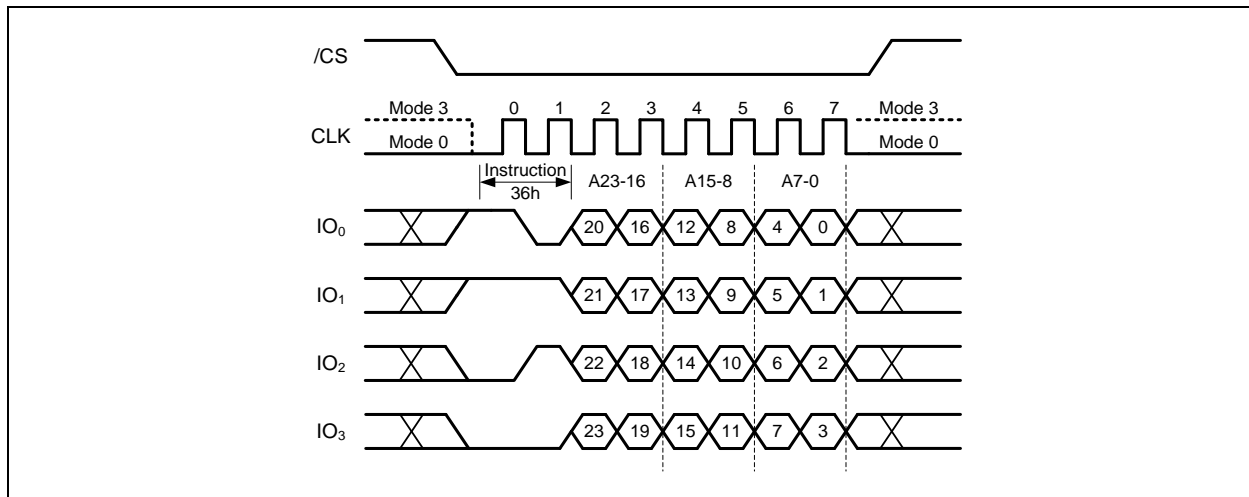 /CS
Mode 3 0 1 2 3 4 5 6 7 Mode 3
CLK
Mode 0 Mode 0
Instruction
36h
A23-16 A15-8 A7-0
IO₀ 20 16 12 8 4 0
IO₁ 21 17 13 9 5 1
IO₂ 22 18 14 10 6 2
IO₃ 23 19 15 11 7 3